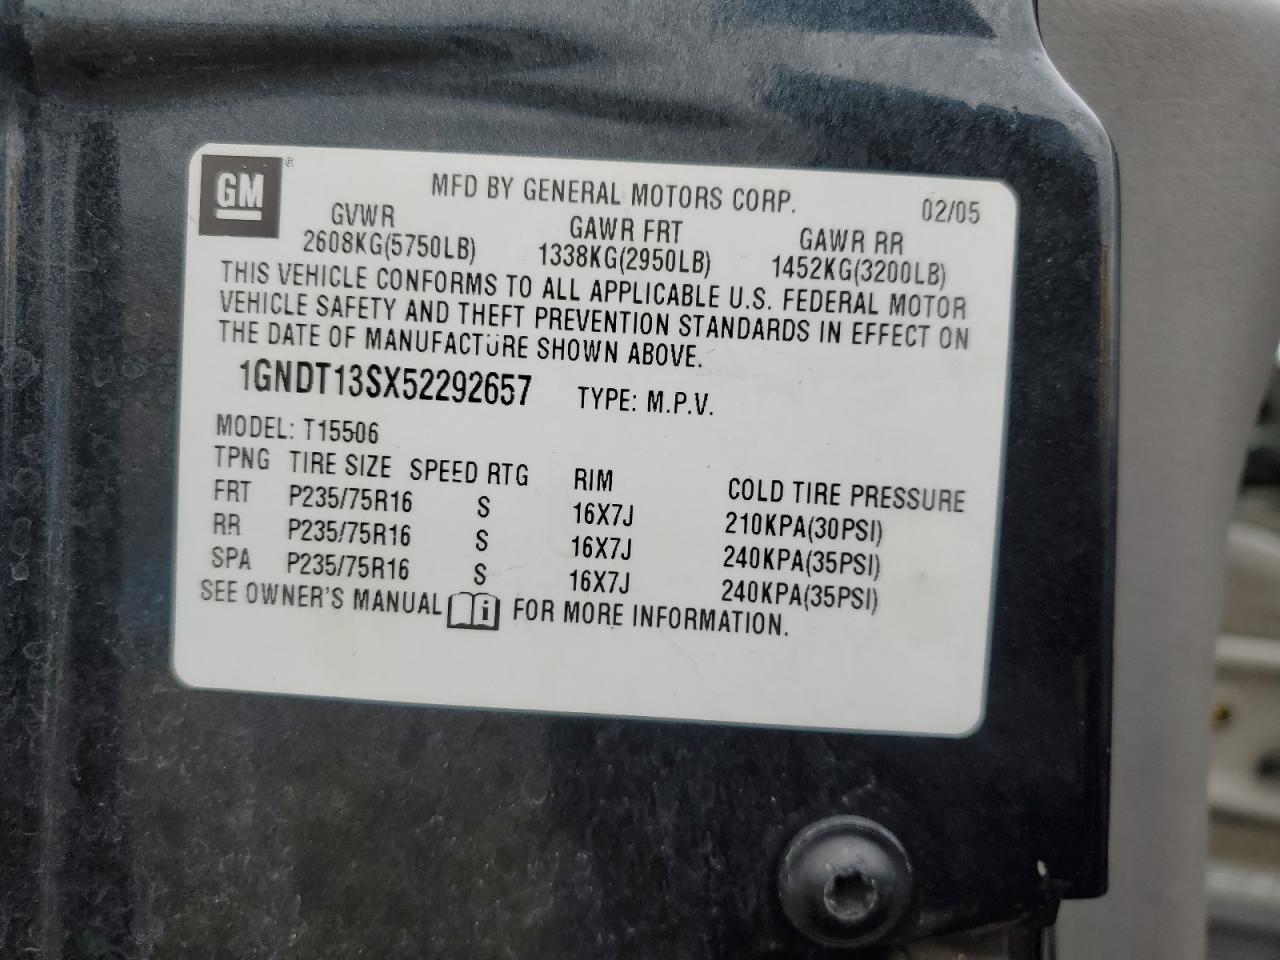 GM ®
MFD BY GENERAL MOTORS CORP. 02/05
GVWR GAWR FRT GAWR RR
2608KG(5750LB) 1338KG(2950LB) 1452KG(3200LB)
THIS VEHICLE CONFORMS TO ALL APPLICABLE U.S. FEDERAL MOTOR
VEHICLE SAFETY AND THEFT PREVENTION STANDARDS IN EFFECT ON
THE DATE OF MANUFACTURE SHOWN ABOVE.
1GNDT13SX52292657 TYPE: M.P.V.
MODEL: T15506
TPNG TIRE SIZE SPEED RTG RIM COLD TIRE PRESSURE
FRT P235/75R16 S 16X7J 210KPA(30PSI)
RR P235/75R16 S 16X7J 240KPA(35PSI)
SPA P235/75R16 S 16X7J 240KPA(35PSI)
SEE OWNER'S MANUAL i FOR MORE INFORMATION.